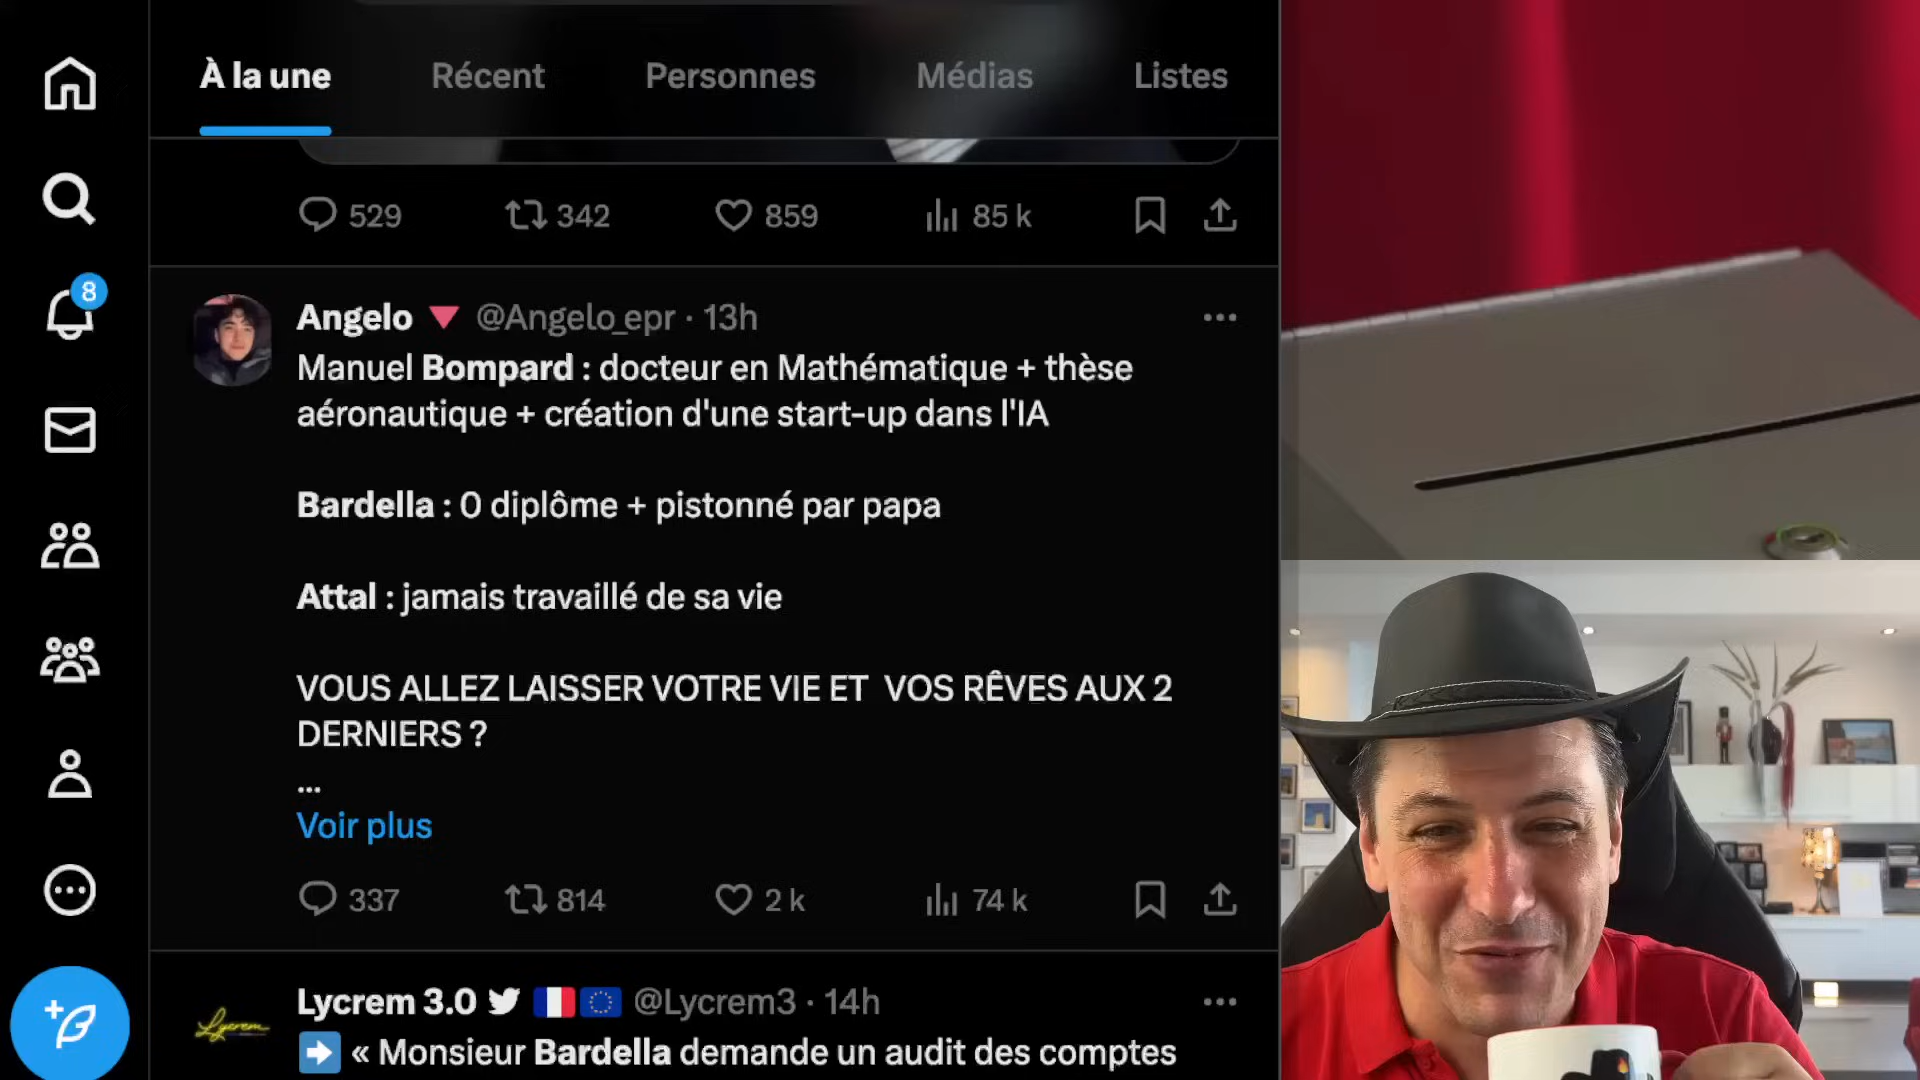 À la une Récent Personnes Médias Listes
529 342 859 85 k
8
Angelo @Angelo_epr · 13h
Manuel Bompard : docteur en Mathématique + thèse
aéronautique + création d'une start-up dans l'IA
Bardella : 0 diplôme + pistonné par papa
Attal : jamais travaillé de sa vie
VOUS ALLEZ LAISSER VOTRE VIE ET VOS RÊVES AUX 2
DERNIERS ?
...
Voir plus
337 814 2 k 74 k
Lycrem
Lycrem 3.0 @Lycrem3 · 14h
« Monsieur Bardella demande un audit des comptes